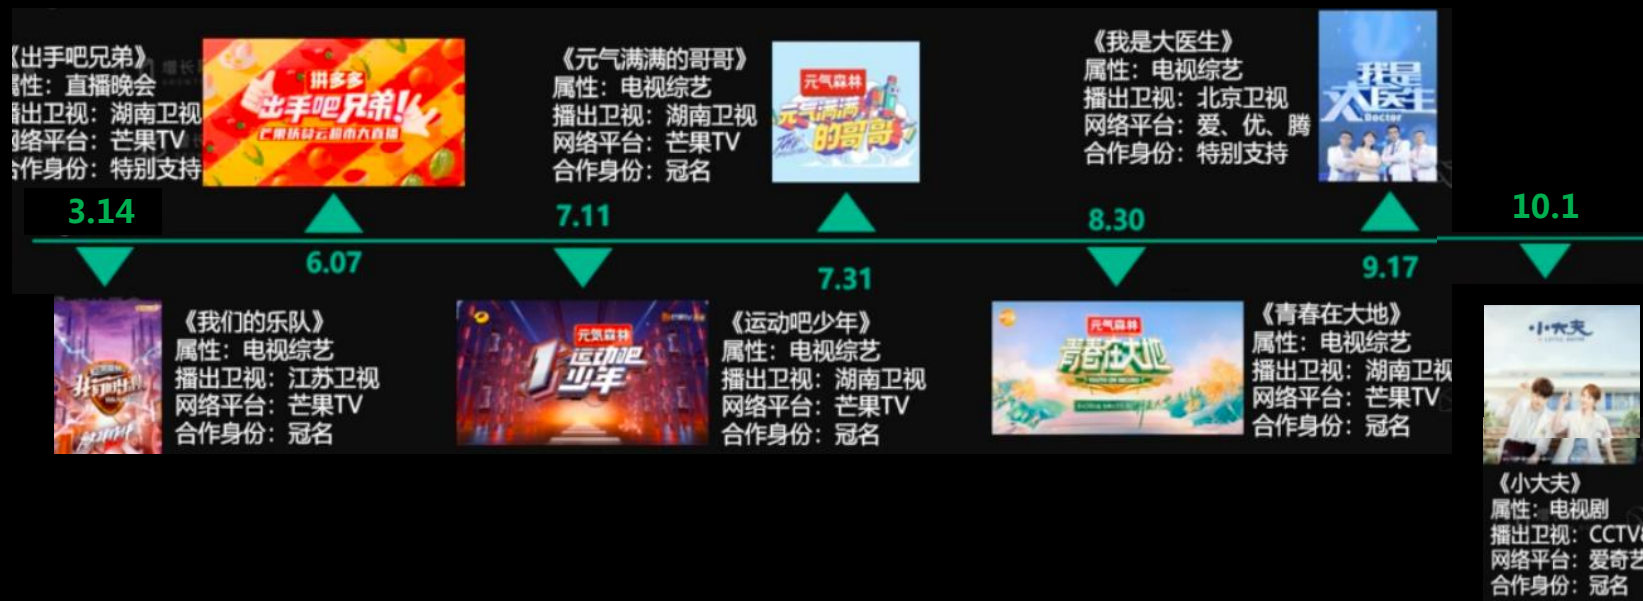 《出手吧兄弟》
属性：直播晚会
播出卫视：湖南卫视
网络平台：芒果TV
合作身份：特别支持
拼多多
出手吧兄弟！
3.14
6.07
《我们的乐队》
属性：电视综艺
播出卫视：江苏卫视
网络平台：芒果TV
合作身份：冠名
《元气满满的哥哥》
属性：电视综艺
播出卫视：湖南卫视
网络平台：芒果TV
合作身份：冠名
元气森林
元气满满
的哥哥
7.11
7.31
元気森林
运动吧
少年
《运动吧少年》
属性：电视综艺
播出卫视：湖南卫视
网络平台：芒果TV
合作身份：冠名
《我是大医生》
属性：电视综艺
播出卫视：北京卫视
网络平台：爱、优、腾
合作身份：特别支持
我是
大医生
Doctor
8.30
9.17
元气森林
青春在大地
《青春在大地》
属性：电视综艺
播出卫视：湖南卫视
网络平台：芒果TV
合作身份：冠名
10.1
小大夫
《小大夫》
属性：电视剧
播出卫视：CCTV8
网络平台：爱奇艺
合作身份：冠名